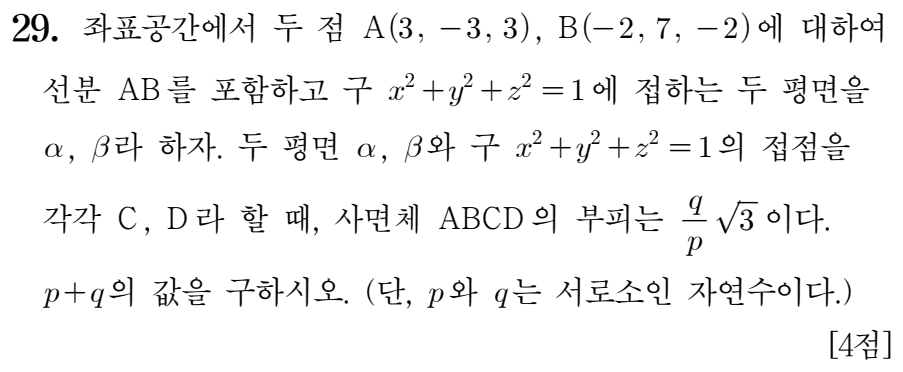 29. 좌표공간에서 두 점 A(3, −3, 3), B(−2, 7, −2)에 대하여
선분 AB를 포함하고 구 x²+y²+z²=1에 접하는 두 평면을
α, β라 하자. 두 평면 α, β와 구 x²+y²+z²=1의 접점을
각각 C, D라 할 때, 사면체 ABCD의 부피는 q/p √3 이다.
p+q의 값을 구하시오. (단, p와 q는 서로소인 자연수이다.)
[4점]